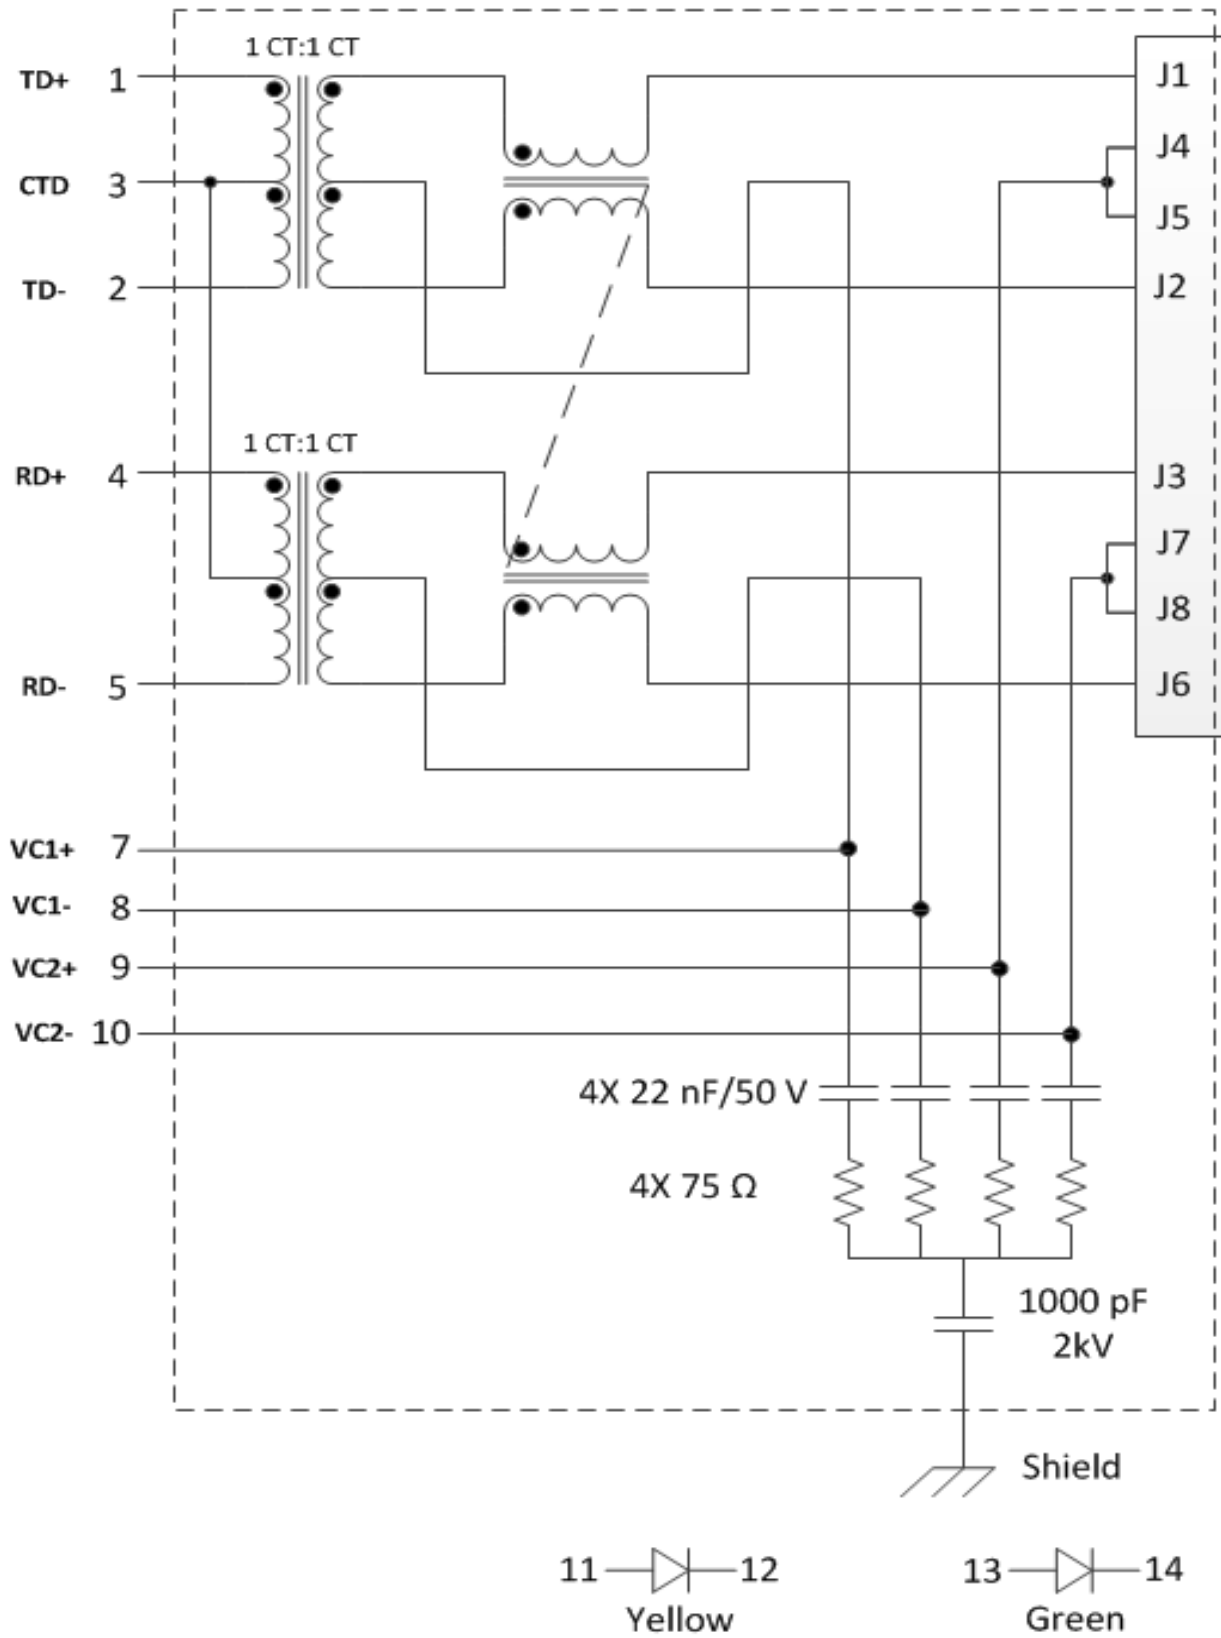 1 CT:1 CT
TD+ 1
J1
J4
CTD 3
J5
TD- 2
J2
1 CT:1 CT
RD+ 4
J3
J7
J8
RD- 5
J6
VC1+ 7
VC1- 8
VC2+ 9
VC2- 10
4X 22 nF/50 V
4X 75 Ω
1000 pF
2kV
Shield
11 12
Yellow
13 14
Green